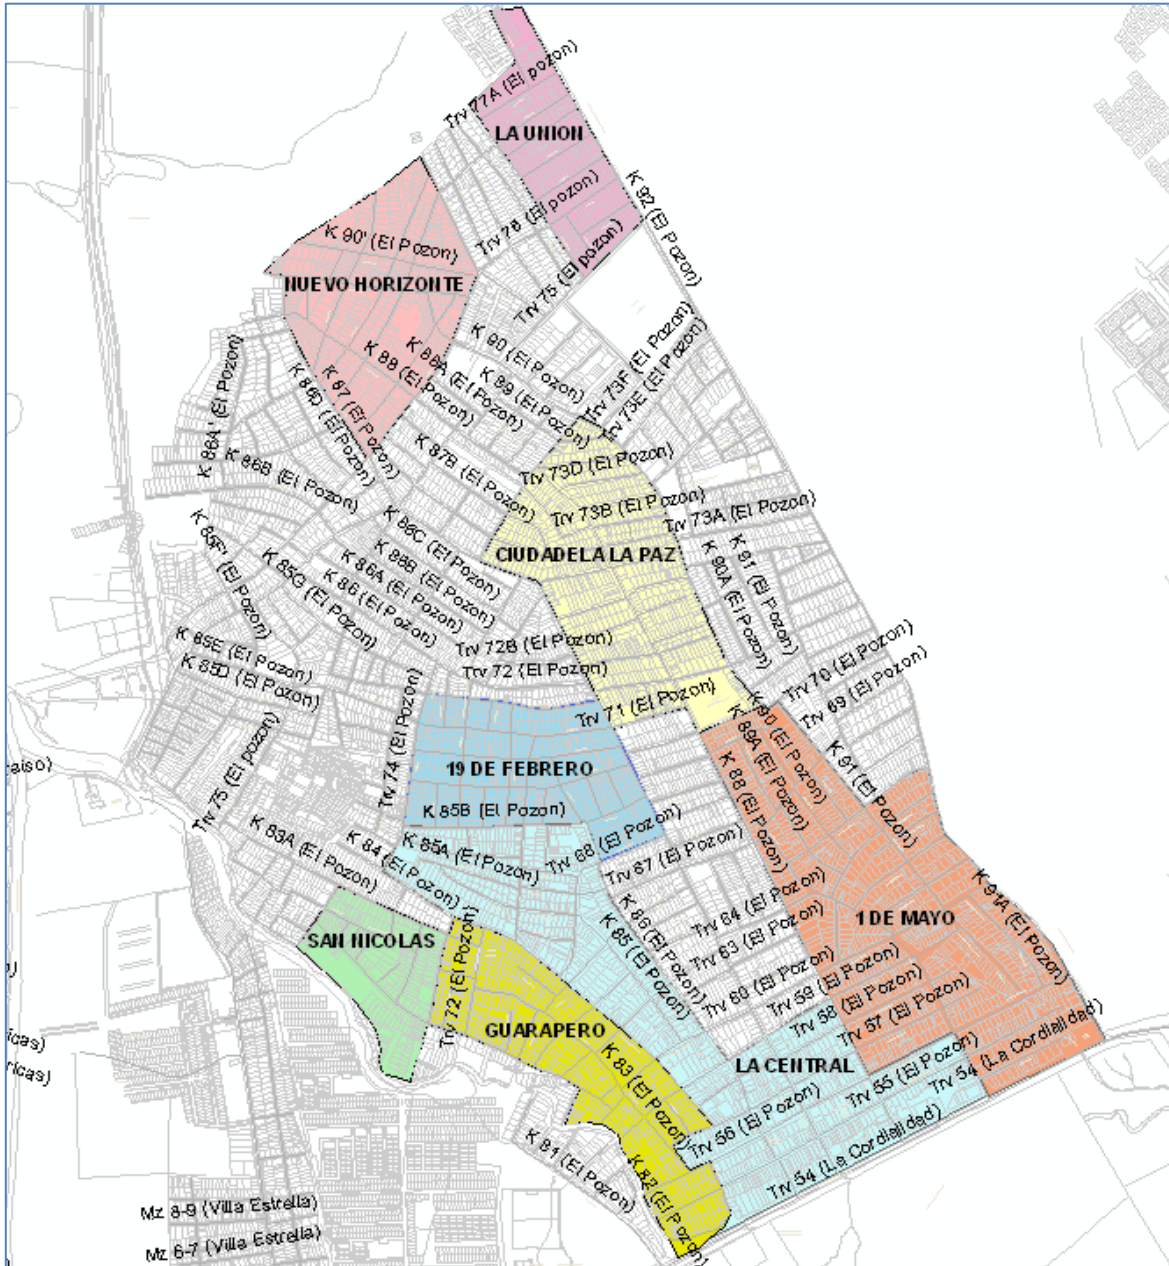 Trv 77A (El pozon)
LA UNION
K 92 (El Pozon)
Trv 76 (El pozon)
K 90' (El Pozon)
Trv 75 (El pozon)
NUEVO HORIZONTE
K 90 (El Pozon)
K 89 (El Pozon)
K 88A (El Pozon)
K 88 (El Pozon)
K 87 (El Pozon)
K 86D (El Pozon)
K 86A' (El Pozon)
Trv 73F (El Pozon)
Trv 73E (El Pozon)
K 87B (El Pozon)
Trv 73D (El Pozon)
K 86B (El Pozon)
Trv 73B (El Pozon)
Trv 73A (El Pozon)
K 86C (El Pozon)
CIUDADELA LA PAZ
K 91 (El Pozon)
K 90A (El Pozon)
K 85F' (El Pozon)
K 85G (El Pozon)
K 86B (El Pozon)
K 86A (El Pozon)
K 86 (El Pozon)
Trv 72B (El Pozon)
Trv 72 (El Pozon)
K 85E (El Pozon)
K 85D (El Pozon)
Trv 70 (El Pozon)
Trv 69 (El Pozon)
Trv 71 (El Pozon)
K 90 (El Pozon)
K 89A (El Pozon)
K 88 (El Pozon)
K 91 (El Pozon)
Trv 74 (El Pozon)
Trv 75 (El pozon)
aiso)
19 DE FEBRERO
K 85B (El Pozon)
K 85A (El Pozon)
Trv 68 (El Pozon)
Trv 67 (El Pozon)
K 84 (El Pozon)
K 83A (El Pozon)
K 91A (El Pozon)
Trv 64 (El Pozon)
Trv 63 (El Pozon)
K 86 (El Pozon)
K 85 (El Pozon)
1 DE MAYO
SAN NICOLAS
Trv 72 (El Pozon)
Trv 60 (El Pozon)
Trv 59 (El Pozon)
Trv 58 (El Pozon)
Trv 57 (El Pozon)
GUARAPERO
icas)
ricas)
LA CENTRAL
K 83 (El Pozon)
Trv 55 (El Pozon)
Trv 54 (La Cordialidad)
Trv 56 (El Pozon)
K 81 (El Pozon)
K 82 (El Pozon)
Trv 54 (La Cordialidad)
Mz 8-9 (Villa Estrella)
Mz 6-7 (Villa Estrella)